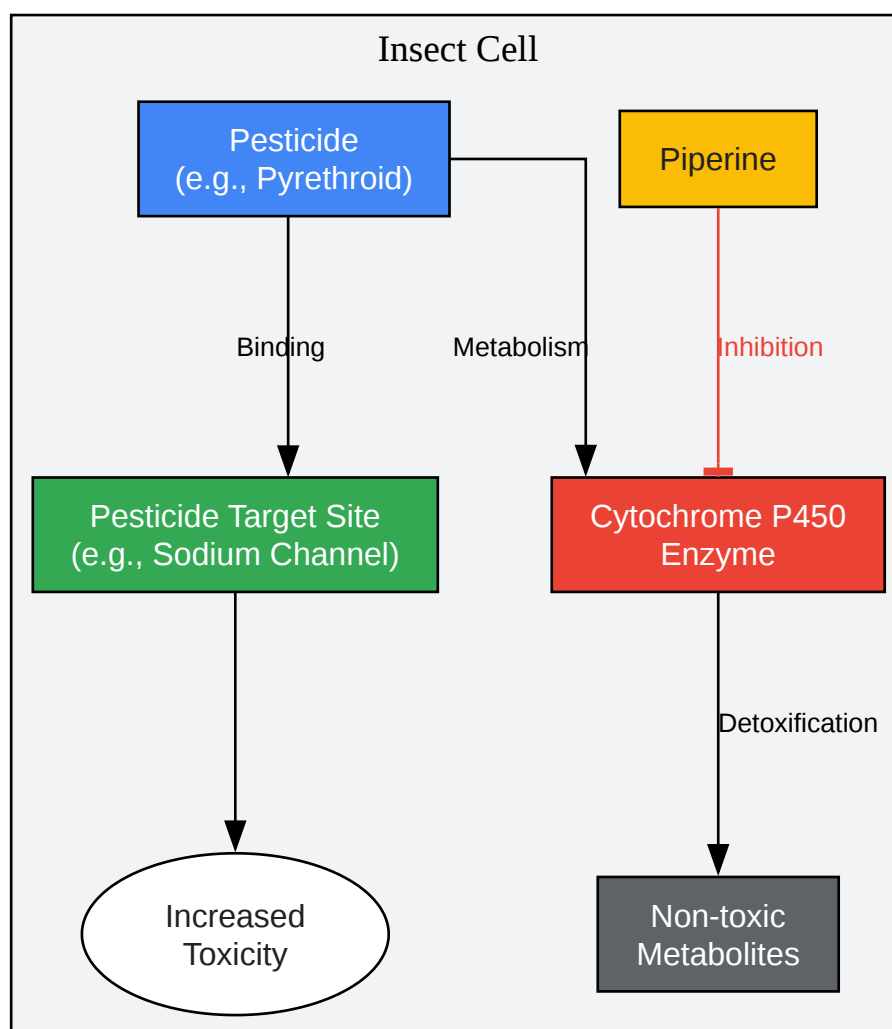 Insect Cell
Pesticide
(e.g., Pyrethroid)
Piperine
Binding
Metabolism
Inhibition
Pesticide Target Site
(e.g., Sodium Channel)
Cytochrome P450
Enzyme
Detoxification
Increased
Toxicity
Non-toxic
Metabolites